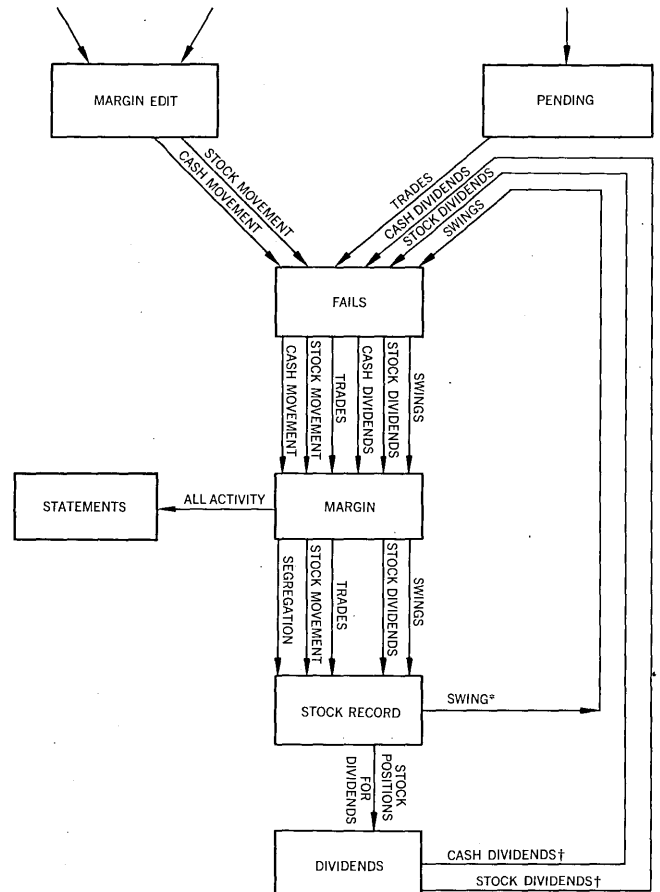 MARGIN EDIT
PENDING
STOCK MOVEMENT
CASH MOVEMENT
TRADES
CASH DIVIDENDS
STOCK DIVIDENDS
SWINGS
FAILS
CASH MOVEMENT
STOCK MOVEMENT
TRADES
CASH DIVIDENDS
STOCK DIVIDENDS
SWINGS
STATEMENTS
ALL ACTIVITY
MARGIN
SEGREGATION
STOCK MOVEMENT
TRADES
STOCK DIVIDENDS
SWINGS
STOCK RECORD
SWING*
STOCK POSITIONS
FOR DIVIDENDS
DIVIDENDS
CASH DIVIDENDS†
STOCK DIVIDENDS†